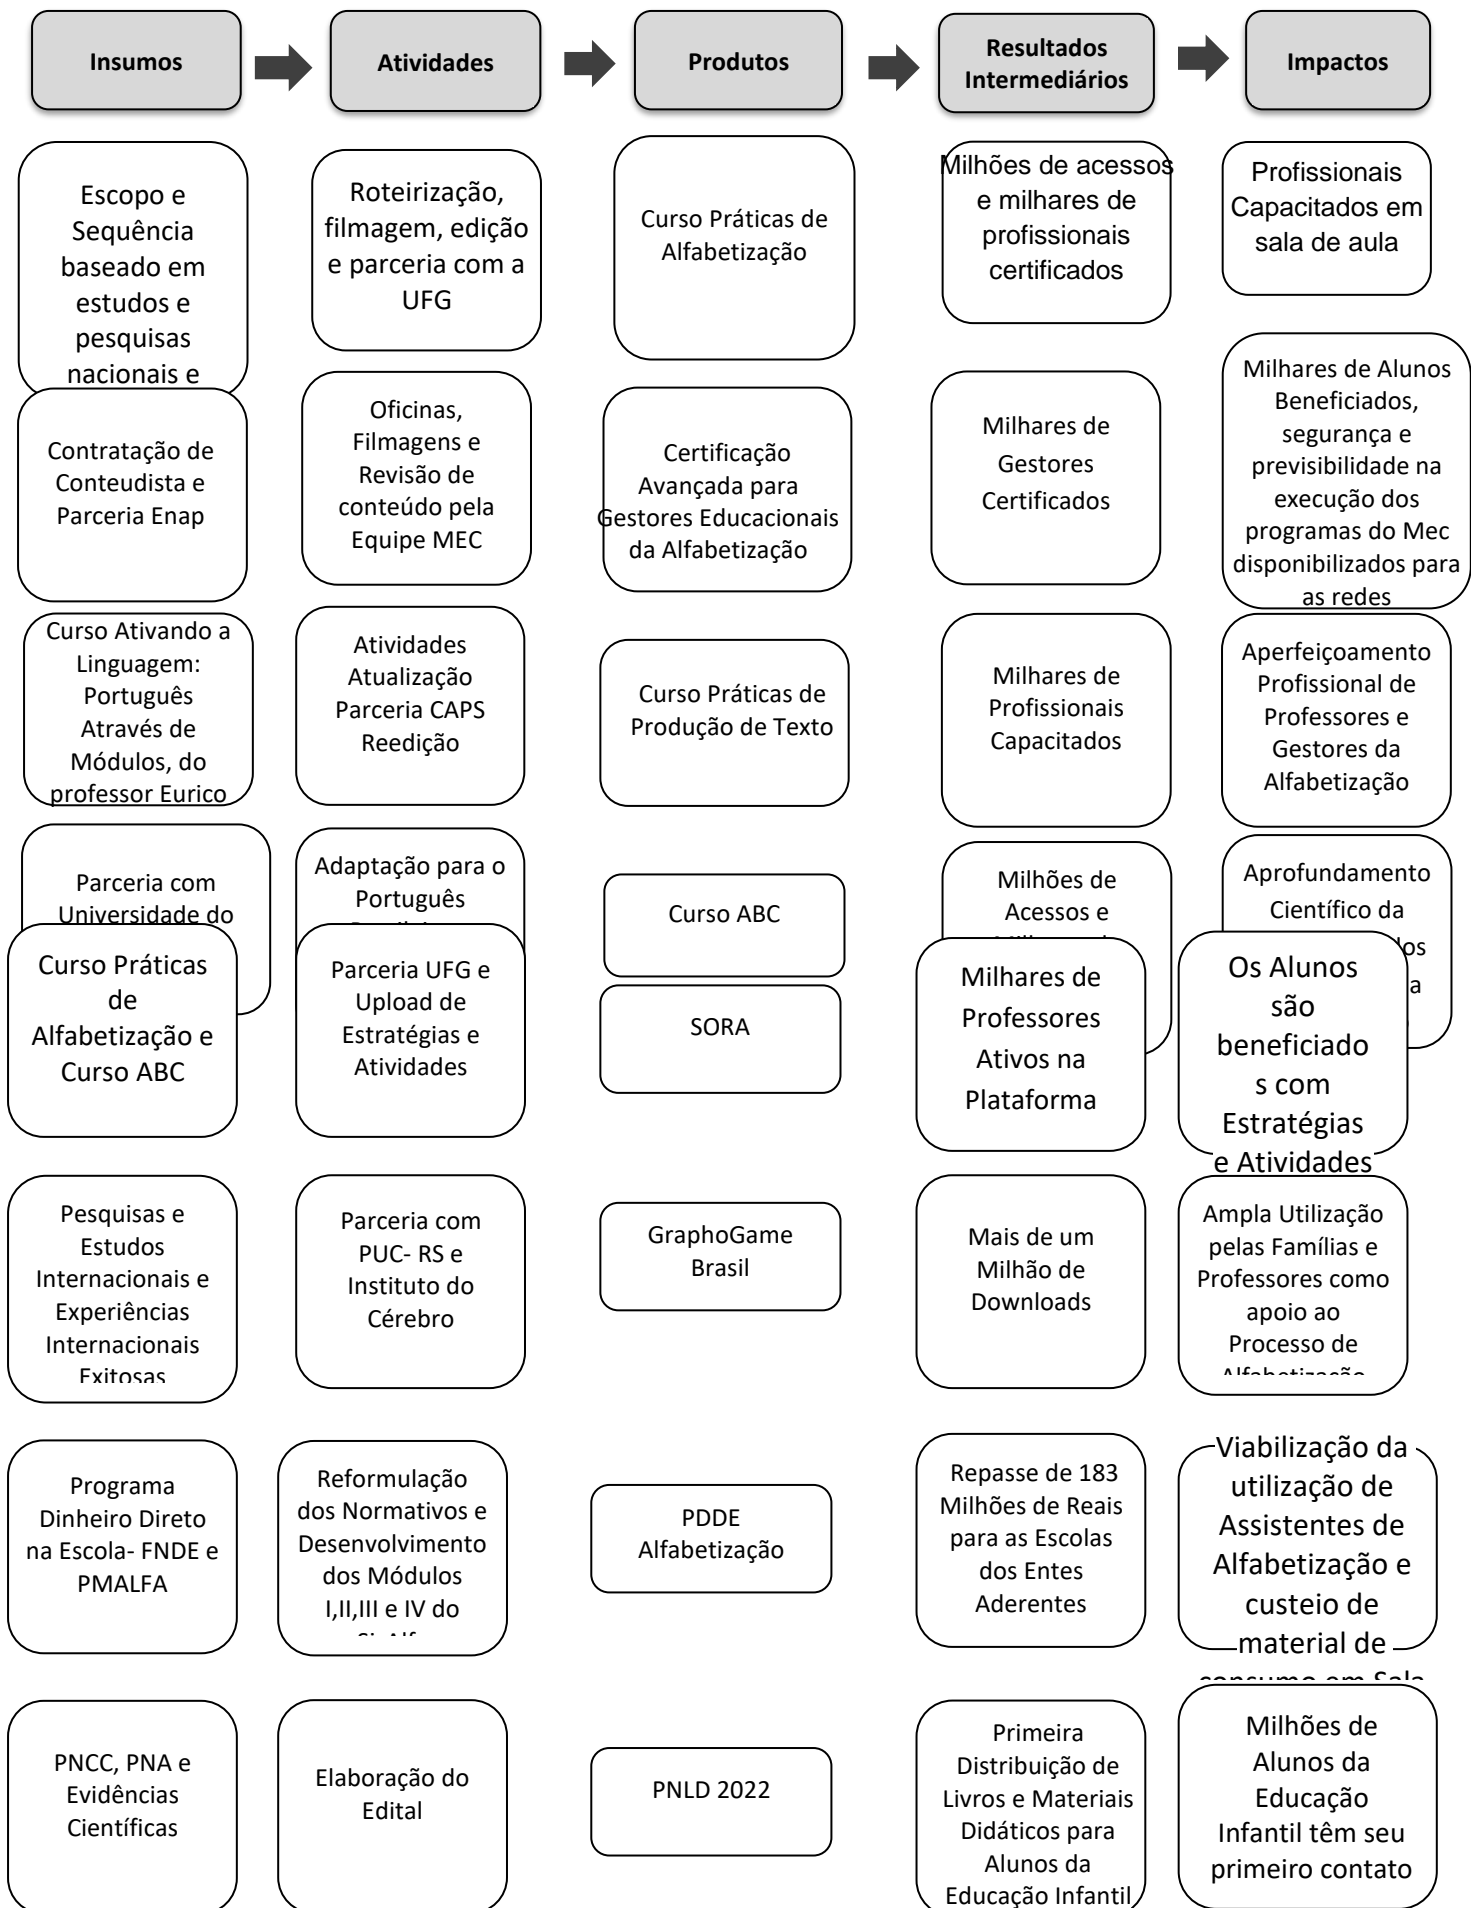 Insumos
Atividades
Produtos
Resultados
Intermediários
Impactos
Escopo e
Sequência
baseado em
estudos e
pesquisas
nacionais e
Roteirização,
filmagem, edição
e parceria com a
UFG
Curso Práticas de
Alfabetização
Milhões de acessos
e milhares de
profissionais
certificados
Profissionais
Capacitados em
sala de aula
Contratação de
Conteudista e
Parceria Enap
Oficinas,
Filmagens e
Revisão de
conteúdo pela
Equipe MEC
Certificação
Avançada para
Gestores Educacionais
da Alfabetização
Milhares de
Gestores
Certificados
Milhares de Alunos
Beneficiados,
segurança e
previsibilidade na
execução dos
programas do Mec
disponibilizados para
as redes
Curso Ativando a
Linguagem:
Português
Através de
Módulos, do
professor Eurico
Atividades
Atualização
Parceria CAPS
Reedição
Curso Práticas de
Produção de Texto
Milhares de
Profissionais
Capacitados
Aperfeiçoamento
Profissional de
Professores e
Gestores da
Alfabetização
Parceria com
Universidade do
Adaptação para o
Português
Curso ABC
Milhões de
Acessos e
Aprofundamento
Científico da
Curso Práticas
de
Alfabetização e
Curso ABC
Parceria UFG e
Upload de
Estratégias e
Atividades
SORA
Milhares de
Professores
Ativos na
Plataforma
Os Alunos
são
beneficiado
s com
Estratégias
e Atividades
Pesquisas e
Estudos
Internacionais e
Experiências
Internacionais
Exitosas
Parceria com
PUC- RS e
Instituto do
Cérebro
GraphoGame
Brasil
Mais de um
Milhão de
Downloads
Ampla Utilização
pelas Famílias e
Professores como
apoio ao
Processo de
Alfabetização
Programa
Dinheiro Direto
na Escola- FNDE e
PMALFA
Reformulação
dos Normativos e
Desenvolvimento
dos Módulos
I,II,III e IV do
PDDE
Alfabetização
Repasse de 183
Milhões de Reais
para as Escolas
dos Entes
Aderentes
Viabilização da
utilização de
Assistentes de
Alfabetização e
custeio de
material de
consumo em Sala
PNCC, PNA e
Evidências
Científicas
Elaboração do
Edital
PNLD 2022
Primeira
Distribuição de
Livros e Materiais
Didáticos para
Alunos da
Educação Infantil
Milhões de
Alunos da
Educação
Infantil têm seu
primeiro contato